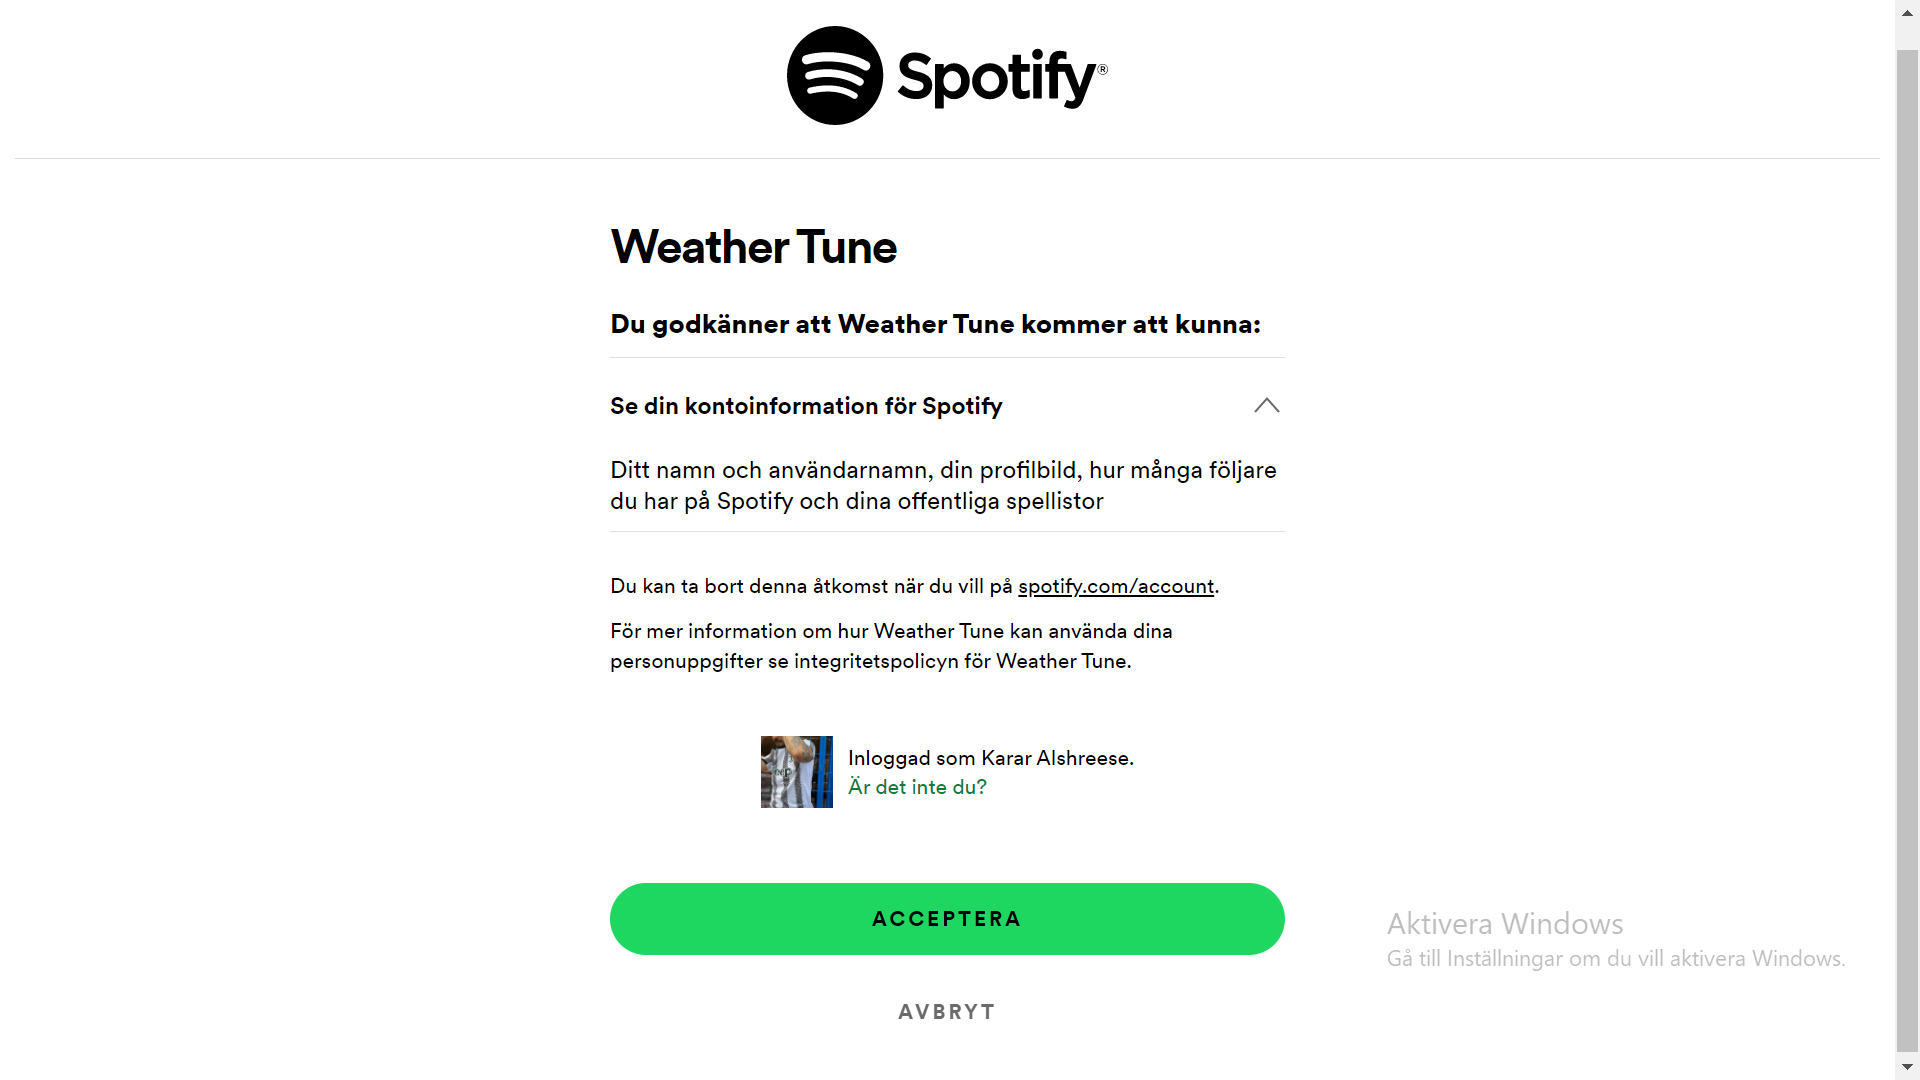 Spotify®
Weather Tune
Du godkänner att Weather Tune kommer att kunna:
Se din kontoinformation för Spotify
Ditt namn och användarnamn, din profilbild, hur många följare
du har på Spotify och dina offentliga spellistor
Du kan ta bort denna åtkomst när du vill på spotify.com/account.
För mer information om hur Weather Tune kan använda dina
personuppgifter se integritetspolicyn för Weather Tune.
Jeep
Inloggad som Karar Alshreese.
Är det inte du?
ACCEPTERA
AVBRYT
Aktivera Windows
Gå till Inställningar om du vill aktivera Windows.